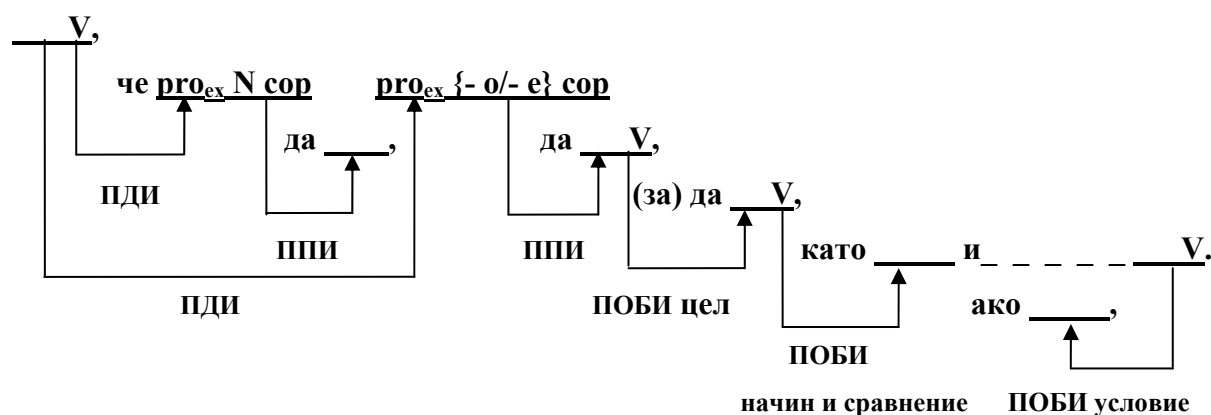 V,
че pro_ex N cop pro_ex {- o/- e} cop
да , да V,
ПДИ (за) да V,
ППИ ППИ като и V.
ПДИ ПОБИ цел ако ,
ПОБИ
начин и сравнение ПОБИ условие